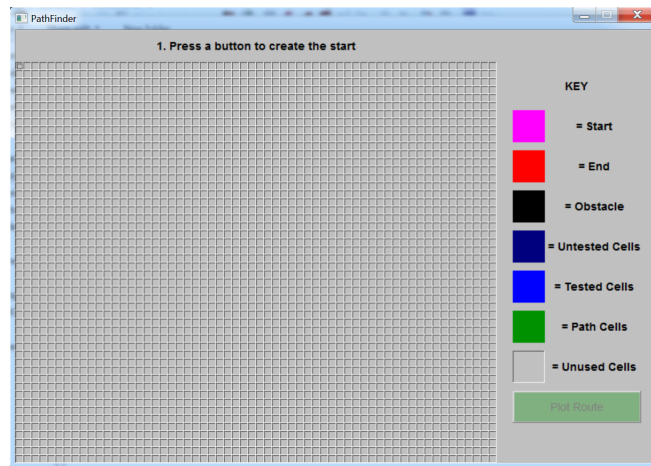 PathFinder
1. Press a button to create the start
KEY
= Start
= End
= Obstacle
= Untested Cells
= Tested Cells
= Path Cells
= Unused Cells
Plot Route